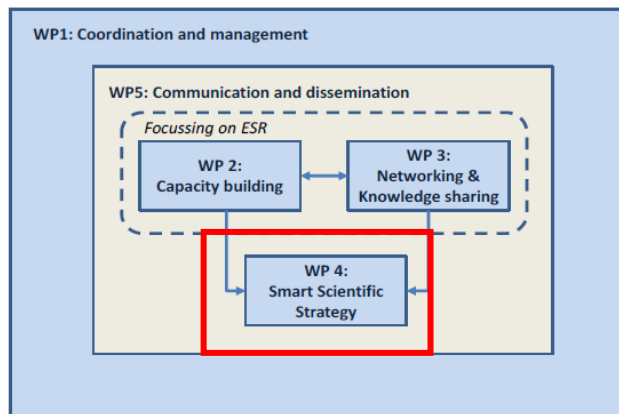 WP1: Coordination and management
WP5: Communication and dissemination
Focussing on ESR
WP 2:
Capacity building
WP 3:
Networking &
Knowledge sharing
WP 4:
Smart Scientific
Strategy